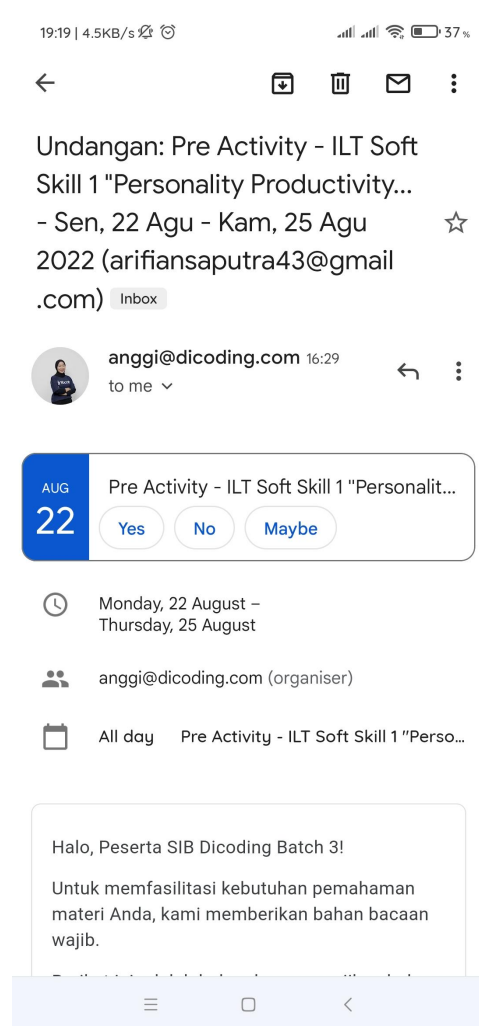 19:19 | 4.5KB/s 37 %
Undangan: Pre Activity - ILT Soft
Skill 1 "Personality Productivity...
- Sen, 22 Agu - Kam, 25 Agu
2022 (arifiansaputra43@gmail
.com) Inbox
anggi@dicoding.com 16:29
to me
AUG
22
Pre Activity - ILT Soft Skill 1 "Personalit...
Yes No Maybe
Monday, 22 August –
Thursday, 25 August
anggi@dicoding.com (organiser)
All day Pre Activity - ILT Soft Skill 1 "Perso...
Halo, Peserta SIB Dicoding Batch 3!
Untuk memfasilitasi kebutuhan pemahaman
materi Anda, kami memberikan bahan bacaan
wajib.